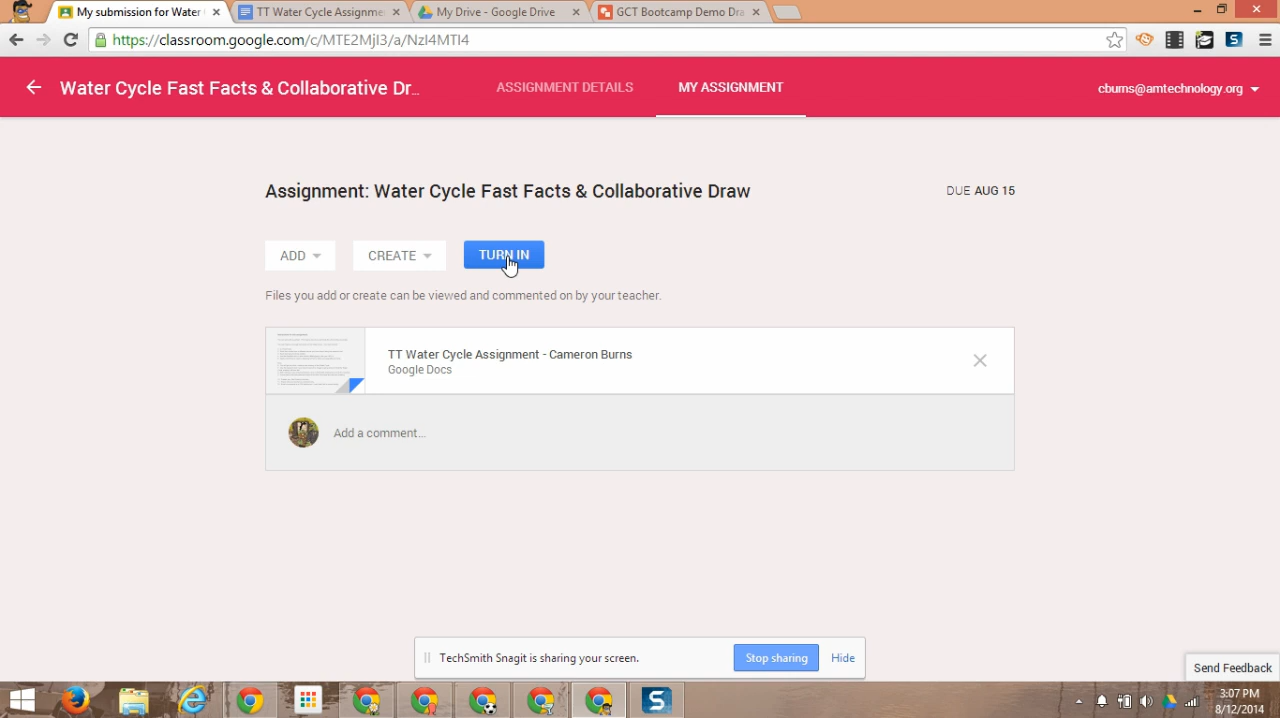 My submission for Water
TT Water Cycle Assignme
My Drive - Google Drive
GCT Bootcamp Demo Dra
https://classroom.google.com/c/MTE2MjI3/a/NzI4MTI4
Water Cycle Fast Facts & Collaborative Dr...
ASSIGNMENT DETAILS
MY ASSIGNMENT
cburns@amtechnology.org
Assignment: Water Cycle Fast Facts & Collaborative Draw
DUE AUG 15
ADD
CREATE
TURN IN
Files you add or create can be viewed and commented on by your teacher.
TT Water Cycle Assignment - Cameron Burns
Google Docs
Add a comment...
TechSmith Snagit is sharing your screen.
Stop sharing
Hide
Send Feedback
3:07 PM
8/12/2014